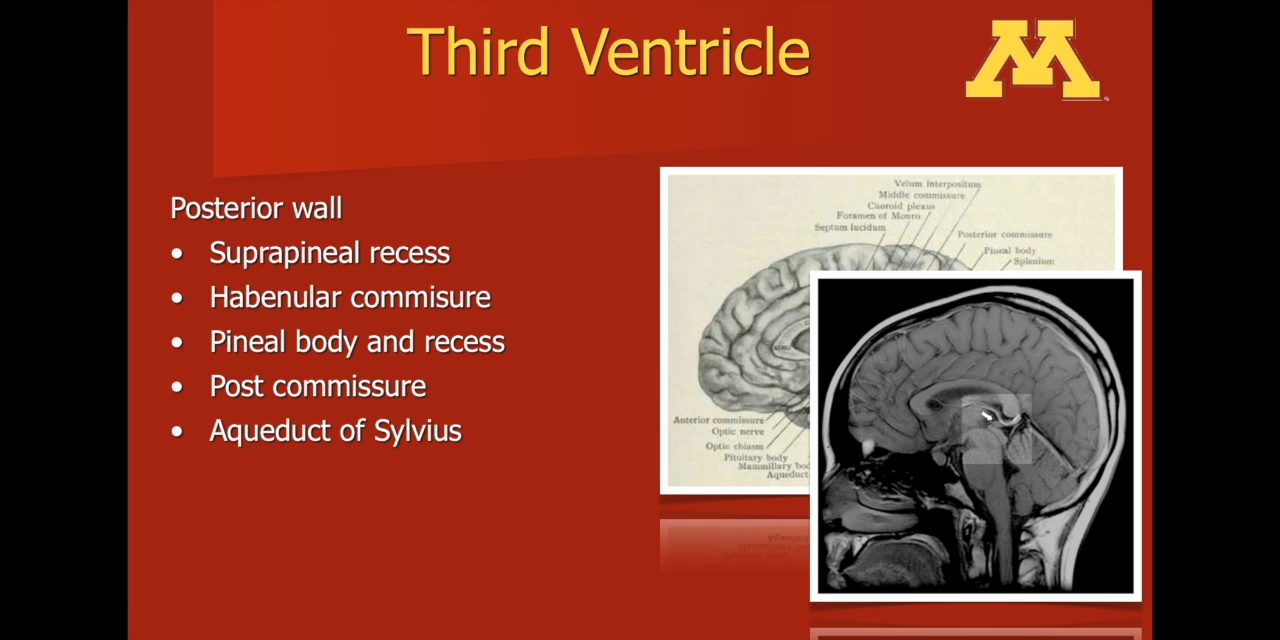 Third Ventricle
M
Posterior wall
• Suprapineal recess
• Habenular commisure
• Pineal body and recess
• Post commissure
• Aqueduct of Sylvius
Velum interpositum
Middle commissure
Choroid plexus
Foramen of Monro
Septum lucidum
Posterior commissure
Pineal body
Splenium
Anterior commissure
Optic nerve
Optic chiasm
Pituitary body
Mammillary bod
Aqueduct